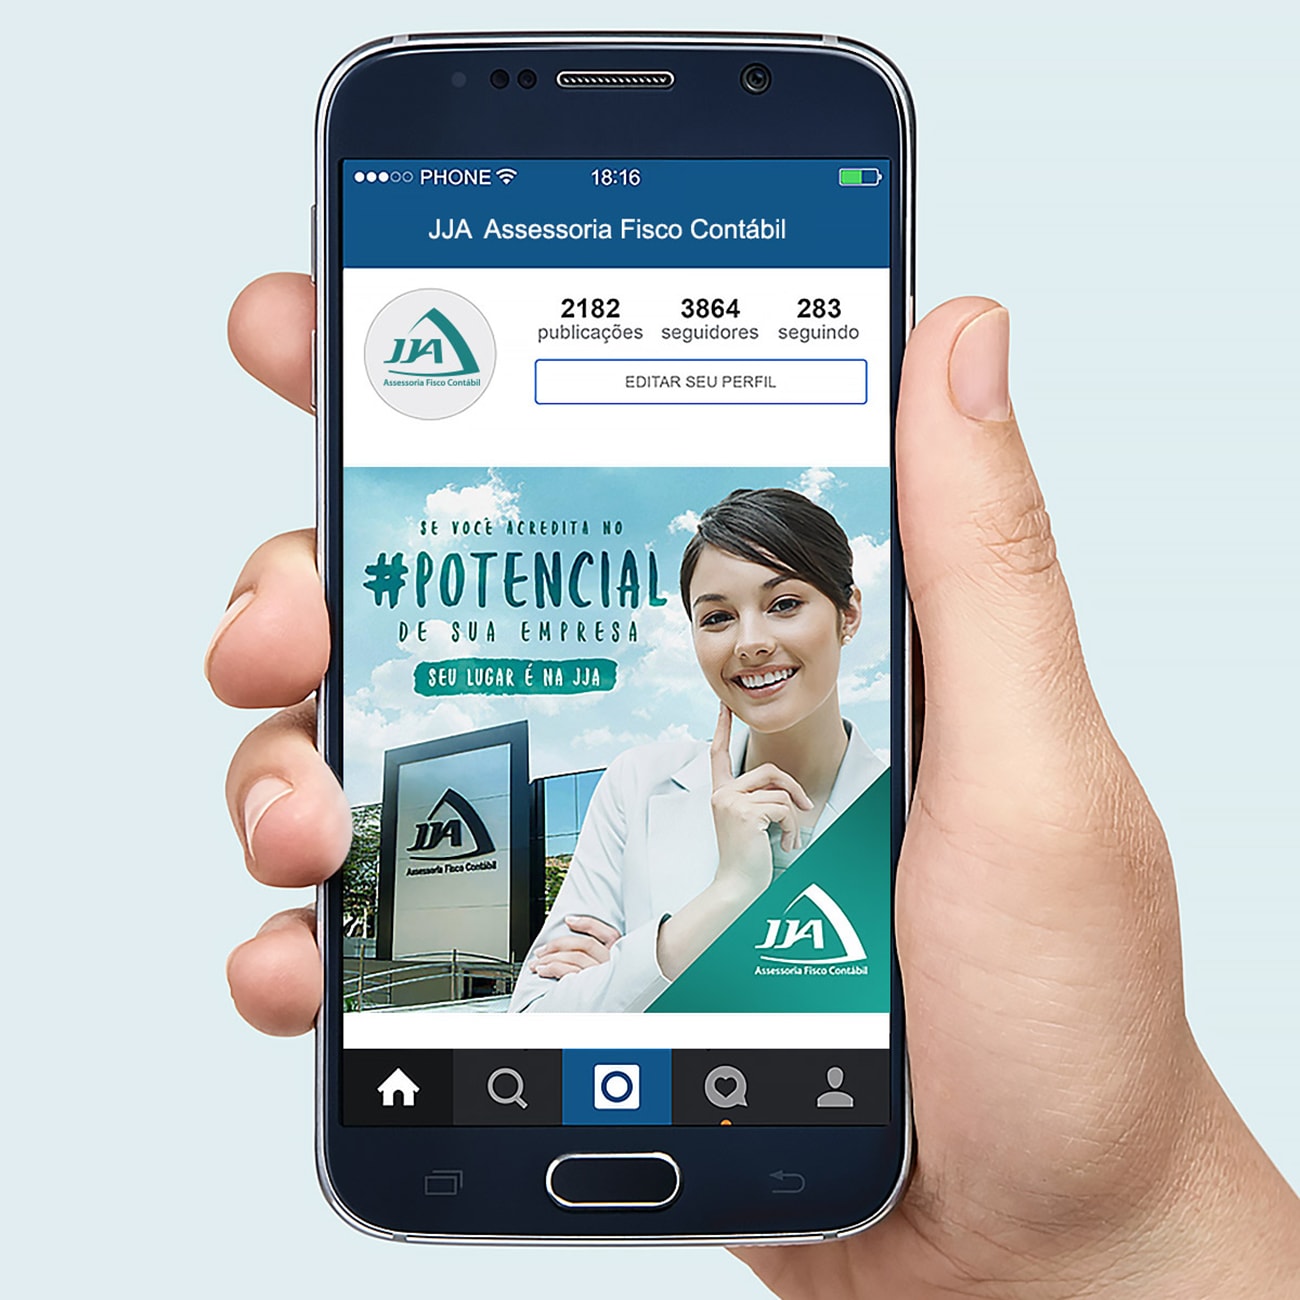 PHONE 18:16
JJA Assessoria Fisco Contábil
2182 3864 283
publicações seguidores seguindo
JJA
Assessoria Fisco Contábil
EDITAR SEU PERFIL
SE VOCÊ ACREDITA NO
#POTENCIAL
DE SUA EMPRESA
SEU LUGAR É NA JJA
JJA
Assessoria Fisco Contábil
JJA
Assessoria Fisco Contábil